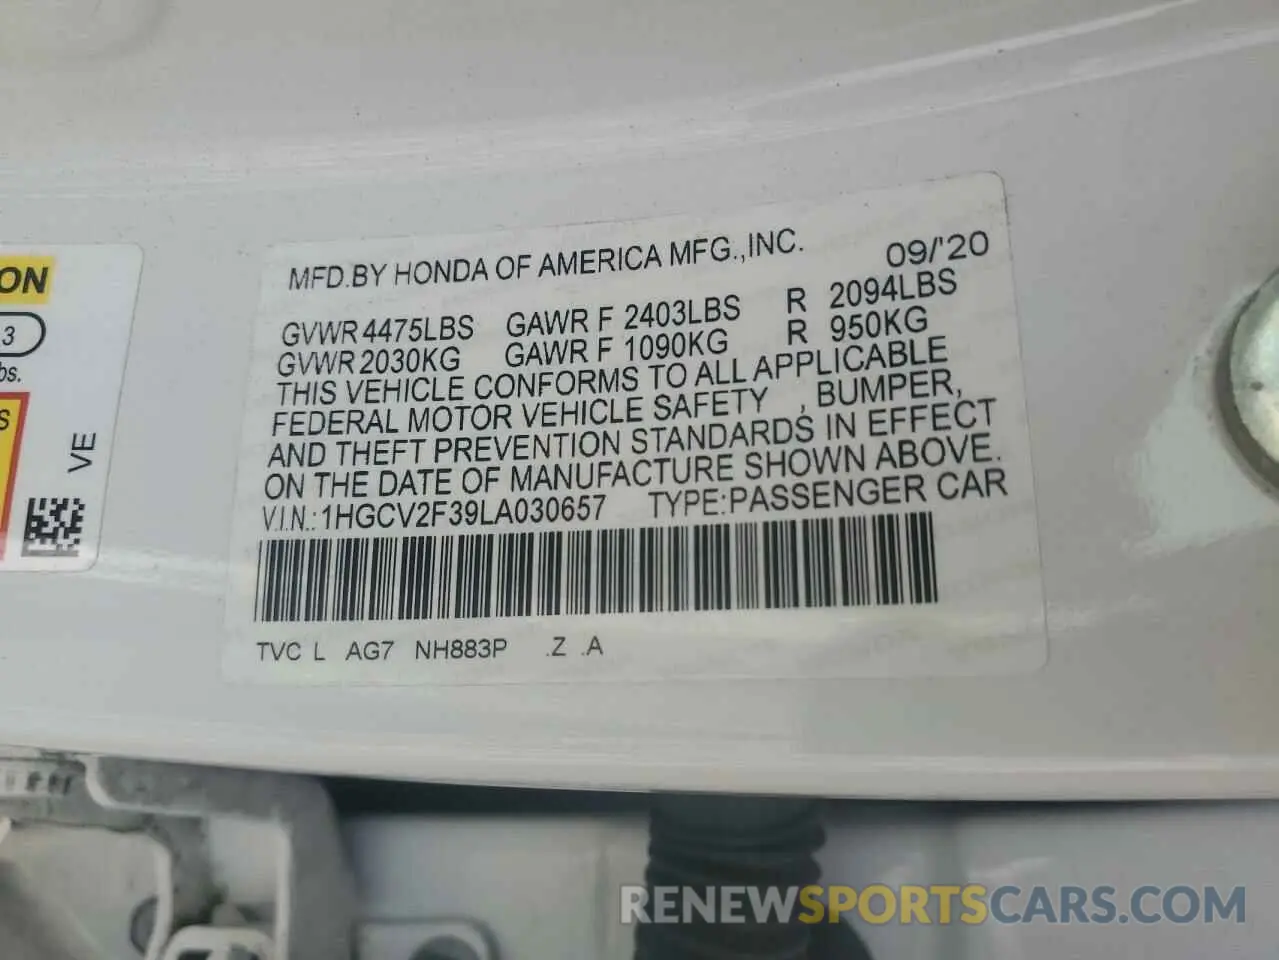 MFD.BY HONDA OF AMERICA MFG.,INC. 09/'20
GVWR 4475LBS GAWR F 2403LBS R 2094LBS
GVWR 2030KG GAWR F 1090KG R 950KG
THIS VEHICLE CONFORMS TO ALL APPLICABLE
FEDERAL MOTOR VEHICLE SAFETY , BUMPER,
AND THEFT PREVENTION STANDARDS IN EFFECT
ON THE DATE OF MANUFACTURE SHOWN ABOVE.
V.I.N.:1HGCV2F39LA030657 TYPE:PASSENGER CAR
TVC L AG7 NH883P .Z .A
ON
3
bs.
S
VE
RENEWSPORTSCARS.COM